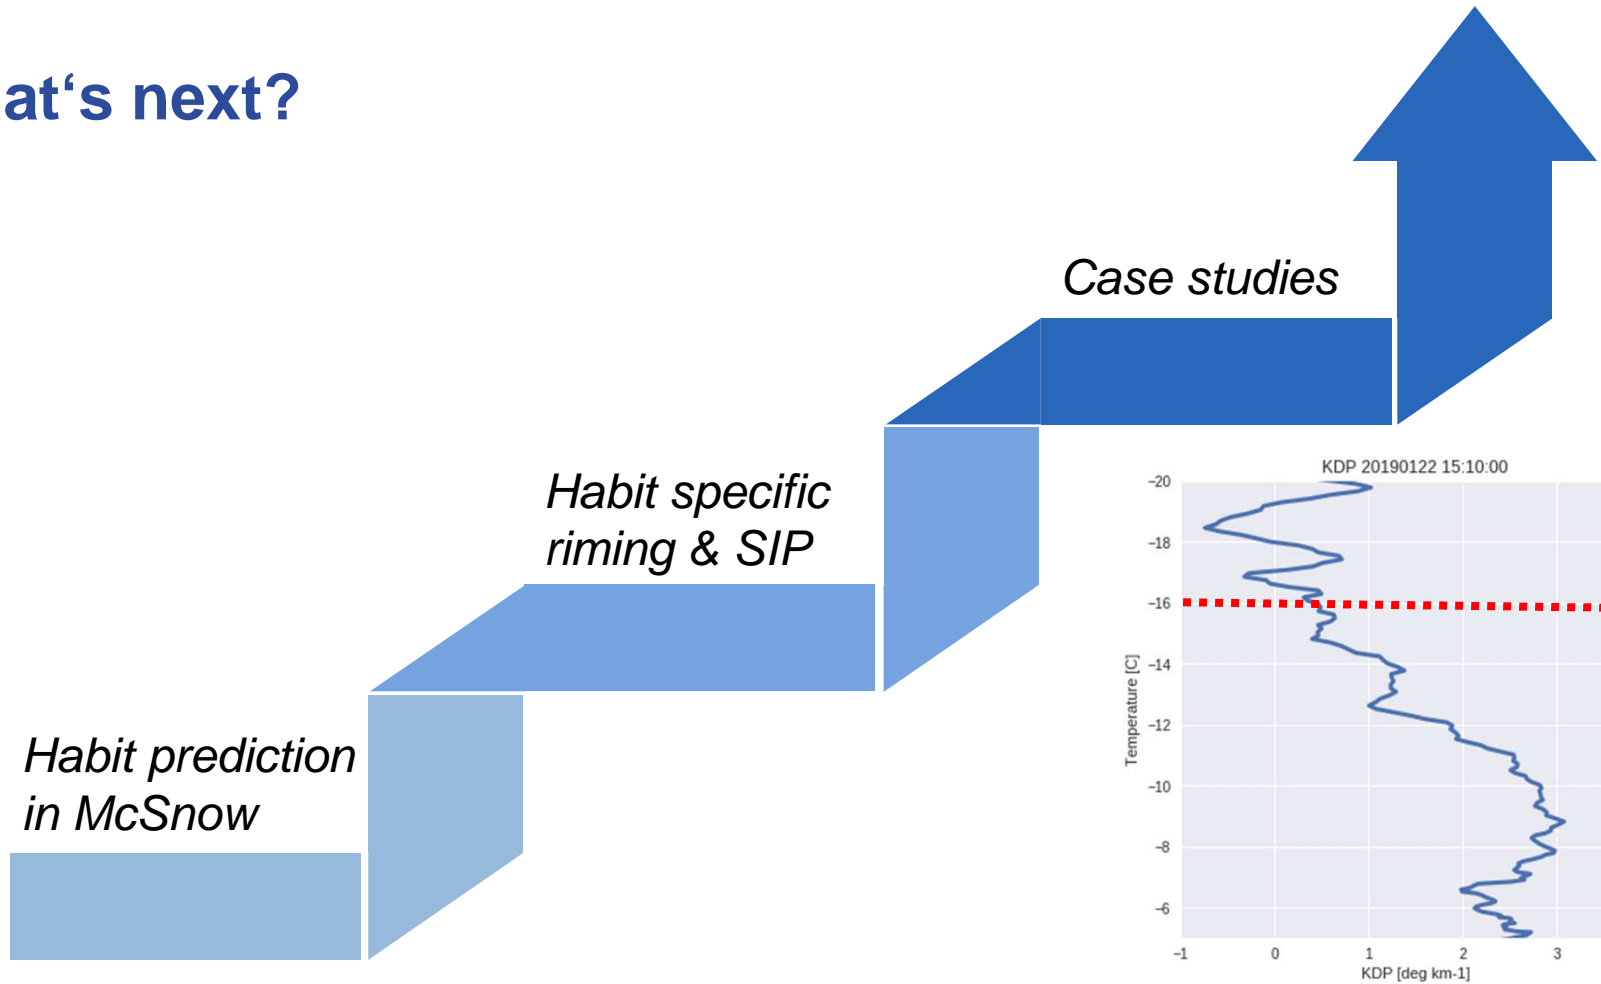 at‘s next?
Case studies
Habit specific
riming & SIP
Habit prediction
in McSnow
KDP 20190122 15:10:00
−20
−18
−16
−14
−12
−10
−8
−6
Temperature [C]
−1 0 1 2 3
KDP [deg km-1]